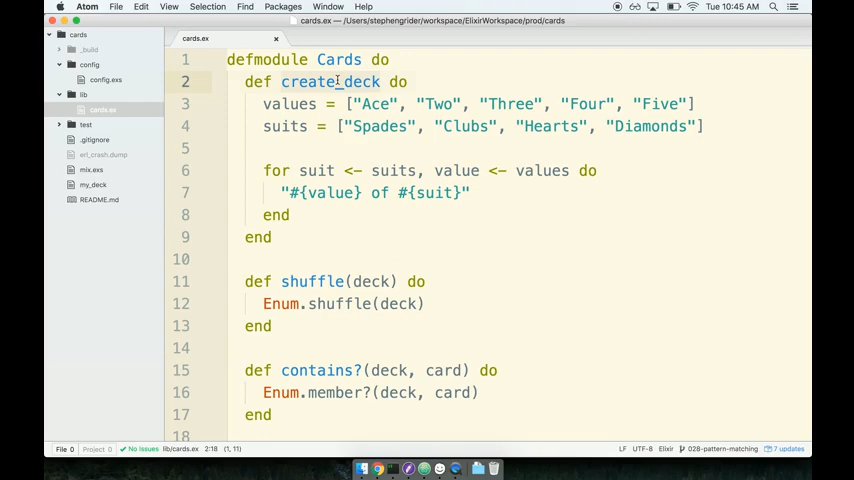 Atom File Edit View Selection Find Packages Window Help Tue 10:45 AM
cards.ex — /Users/stephengrider/workspace/ElixirWorkspace/prod/cards
cards
_build
config
config.exs
lib
cards.ex
test
.gitignore
erl_crash.dump
mix.exs
my_deck
README.md
cards.ex
1 defmodule Cards do
2 def create_deck do
3 values = ["Ace", "Two", "Three", "Four", "Five"]
4 suits = ["Spades", "Clubs", "Hearts", "Diamonds"]
5
6 for suit <- suits, value <- values do
7 "#{value} of #{suit}"
8 end
9 end
10
11 def shuffle(deck) do
12 Enum.shuffle(deck)
13 end
14
15 def contains?(deck, card) do
16 Enum.member?(deck, card)
17 end
18
File 0 Project 0 No Issues lib/cards.ex 2:18 (1, 11) LF UTF-8 Elixir 028-pattern-matching 7 updates